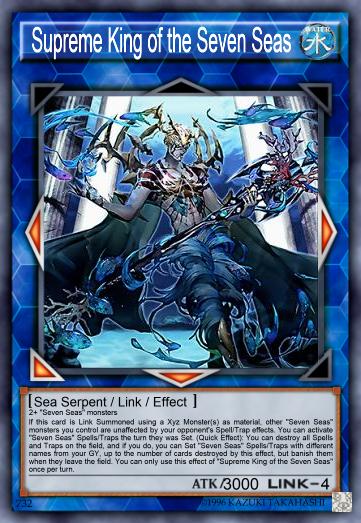 Supreme King of the Seven Seas
WATER
水
[Sea Serpent / Link / Effect ]
2+ "Seven Seas" monsters
If this card is Link Summoned using a Xyz Monster(s) as material, other "Seven Seas"
monsters you control are unaffected by your opponent's Spell/Trap effects. You can activate
"Seven Seas" Spells/Traps the turn they was Set. (Quick Effect): You can destroy all Spells
and Traps on the field, and if you do, you can Set "Seven Seas" Spells/Traps with different
names from your GY, up to the number of cards destroyed by this effect, but banish them
when they leave the field. You can only use this effect of "Supreme King of the Seven Seas"
once per turn.
ATK/3000 LINK-4
732
©1996 KAZUKI TAKAHASHI